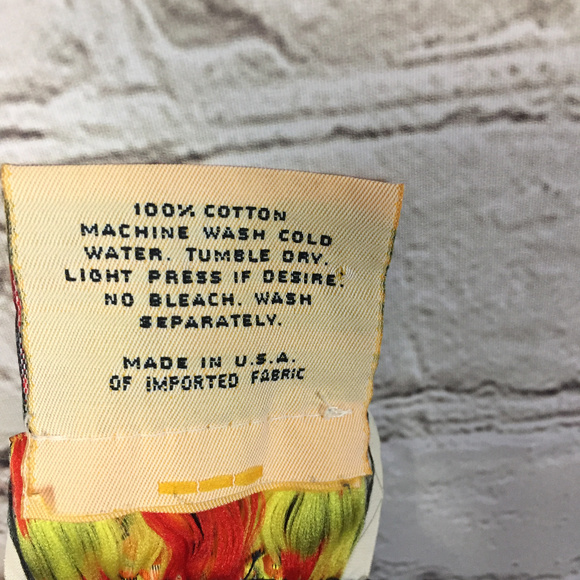 100% COTTON
MACHINE WASH COLD
WATER. TUMBLE DRY.
LIGHT PRESS IF DESIRE.
NO BLEACH. WASH
SEPARATELY.
MADE IN U.S.A.
OF IMPORTED FABRIC